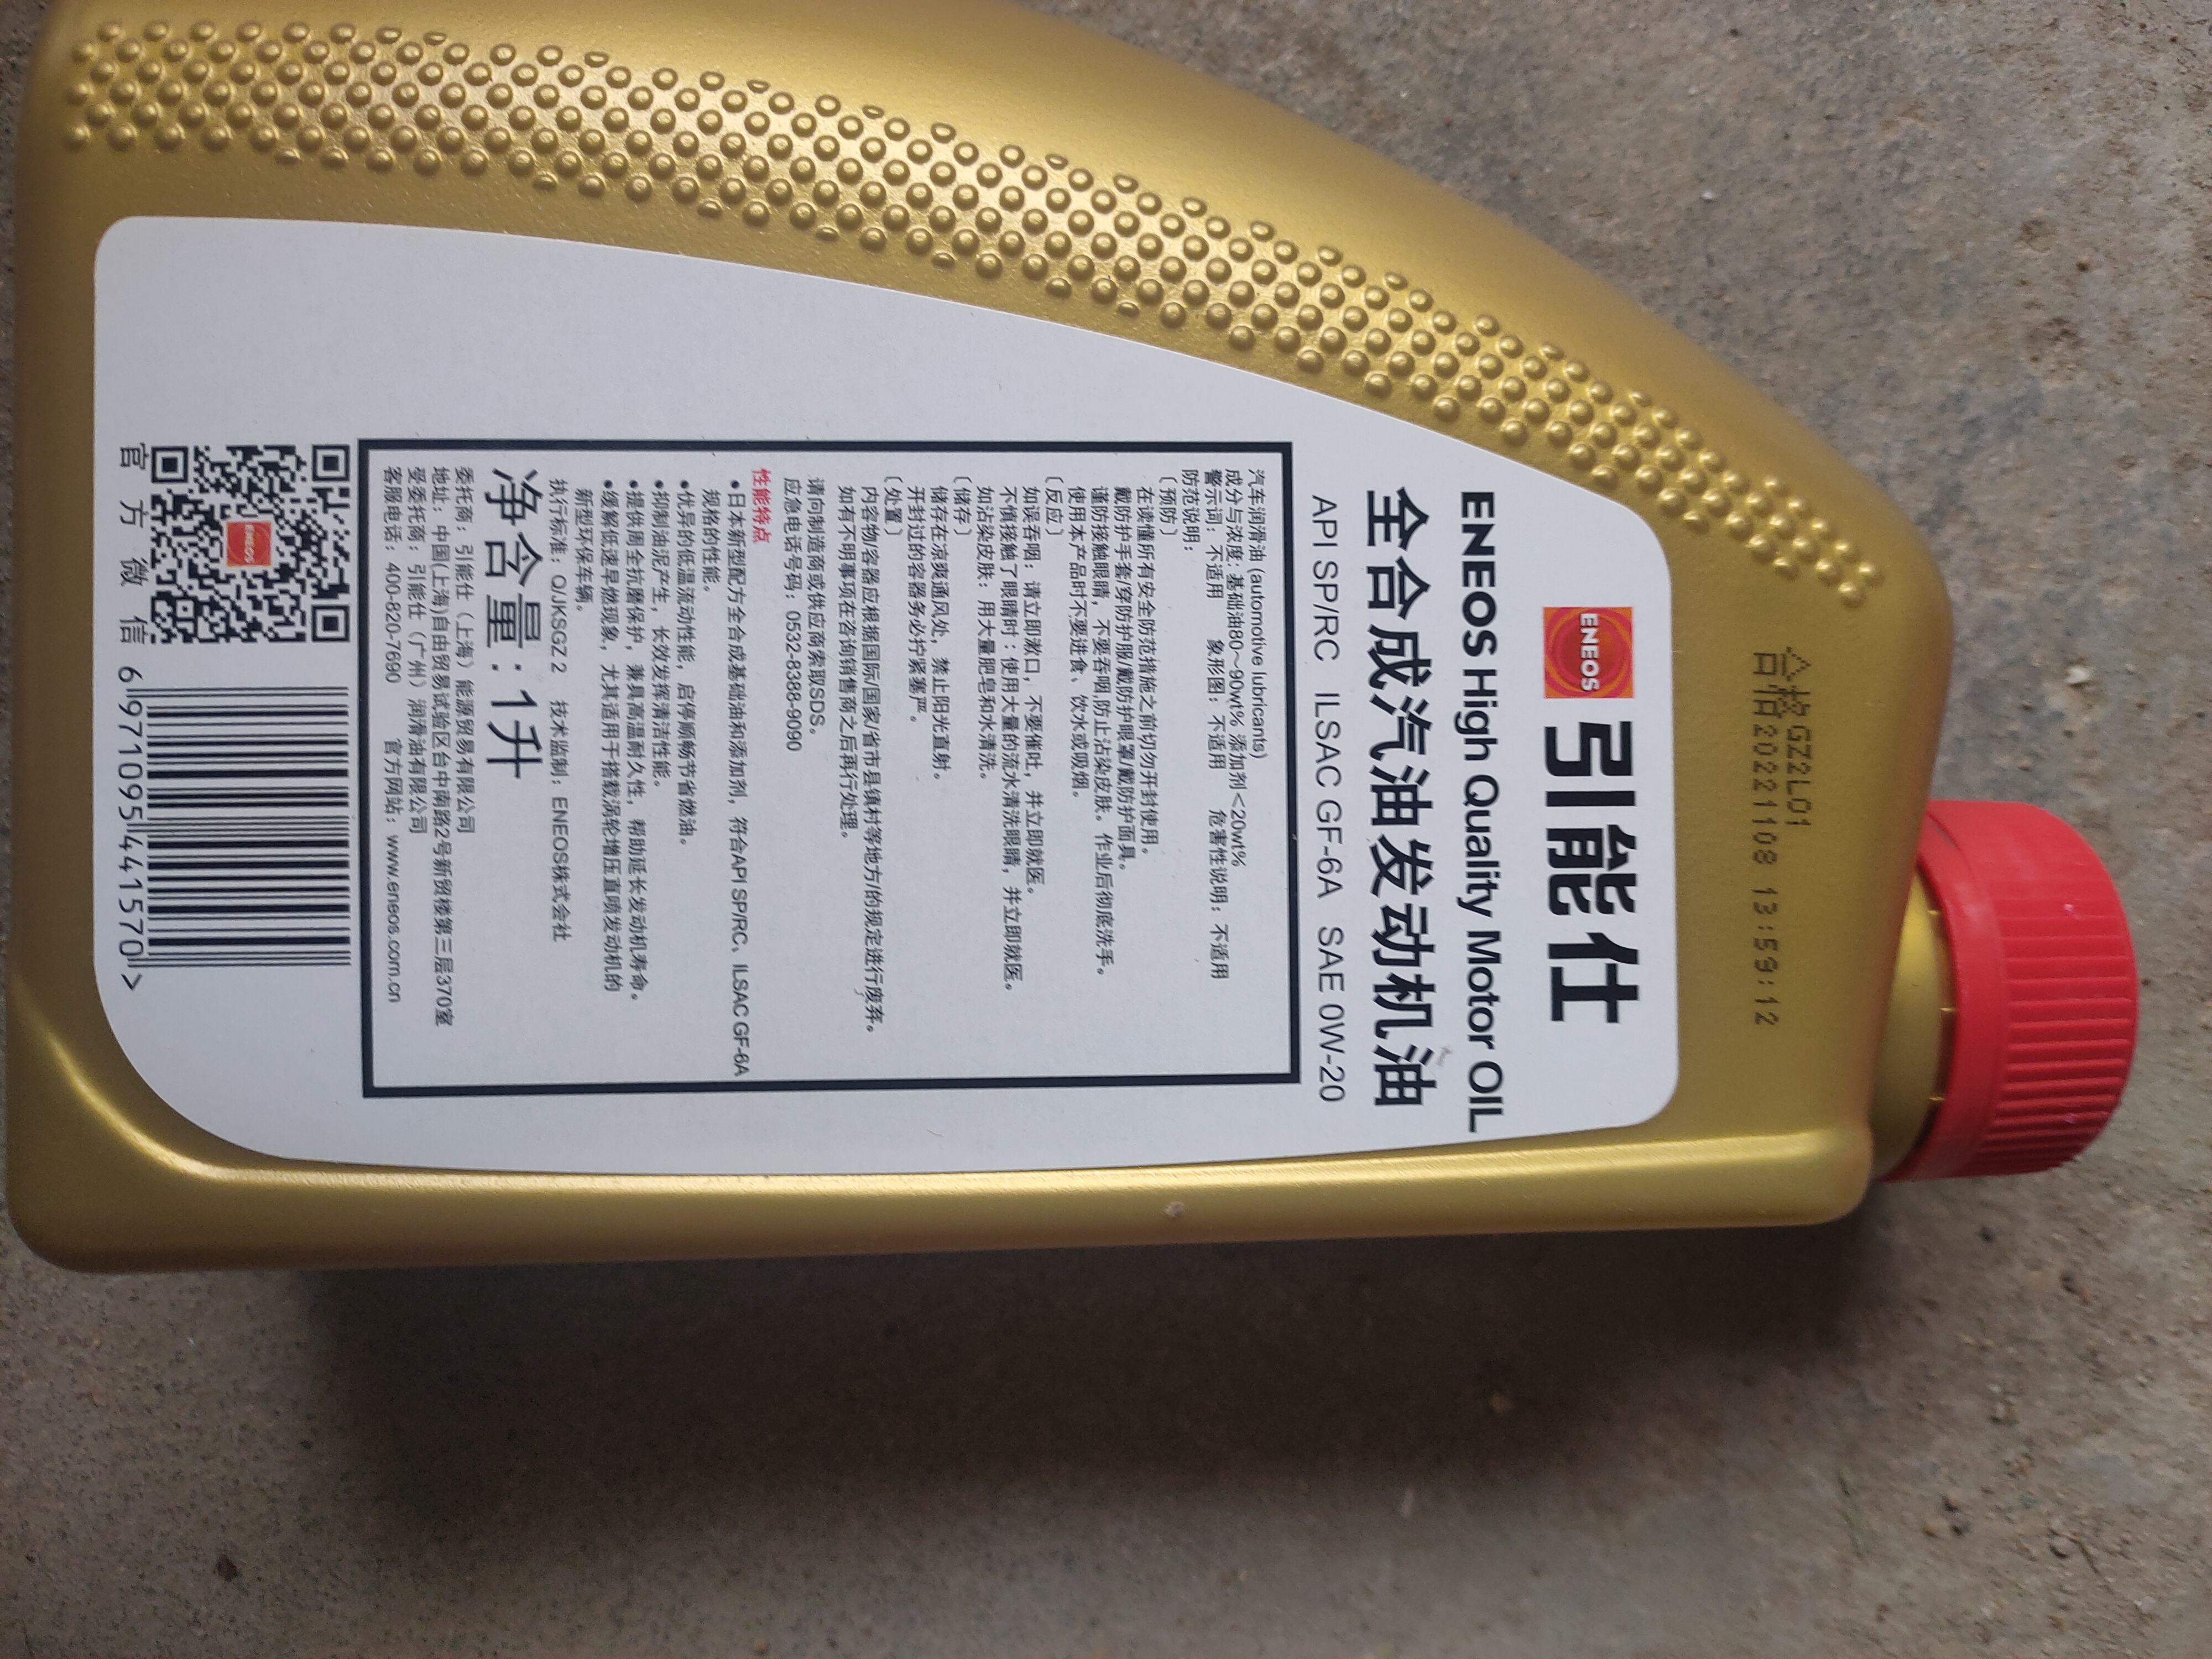 GZ2L01
合格20221108 13:59:12
ENEOS 引能仕
ENEOS High Quality Motor OIL
全合成汽油发动机油
API SP/RC ILSAC GF-6A SAE 0W-20
汽车润滑油 (automotive lubricants)
成分与浓度: 基础油80~90wt% 添加剂<20wt%
警示词：不适用 象形图：不适用 危害性说明：不适用
防范说明：
〔预防〕
在读懂所有安全防范措施之前切勿开封使用。
戴防护手套/穿防护服/戴防护眼罩/戴防护面具。
谨防接触眼睛，不要吞咽,防止沾染皮肤。作业后彻底洗手。
使用本产品时不要进食、饮水或吸烟。
〔反应〕
如误吞咽：请立即漱口，不要催吐，并立即就医。
不慎接触了眼睛时：使用大量的流水清洗眼睛，并立即就医。
如沾染皮肤：用大量肥皂和水清洗。
〔储存〕
储存在凉爽通风处，禁止阳光直射。
开封过的容器务必拧紧塞严。
〔处置〕
内容物/容器应根据国际/国家/省市县镇村等地方/的规定进行废弃。
如有不明事项在咨询销售商之后再行处理。
请向制造商或供应商索取SDS。
应急电话号码：0532-8388-9090
性能特点
●日本新型配方全合成基础油和添加剂，符合API SP/RC、ILSAC GF-6A
规格的性能。
●优异的低温流动性能，启停顺畅节省燃油。
●抑制油泥产生，长效发挥清洁性能。
●提供周全抗磨保护，兼具高温耐久性，帮助延长发动机寿命。
●缓解低速早燃现象，尤其适用于搭载涡轮增压直喷发动机的
新型环保车辆。
执行标准：Q/JKSGZ 2 技术监制：ENEOS株式会社
净含量:1升
委托商：引能仕（上海）能源贸易有限公司
地址：中国(上海)自由贸易试验区台中南路2号新贸楼第三层370室
受委托商：引能仕（广州）润滑油有限公司
客服电话：400-820-7690 官方网站：www.eneos.com.cn
ENEOS
官方微信
6 971095 441570 >